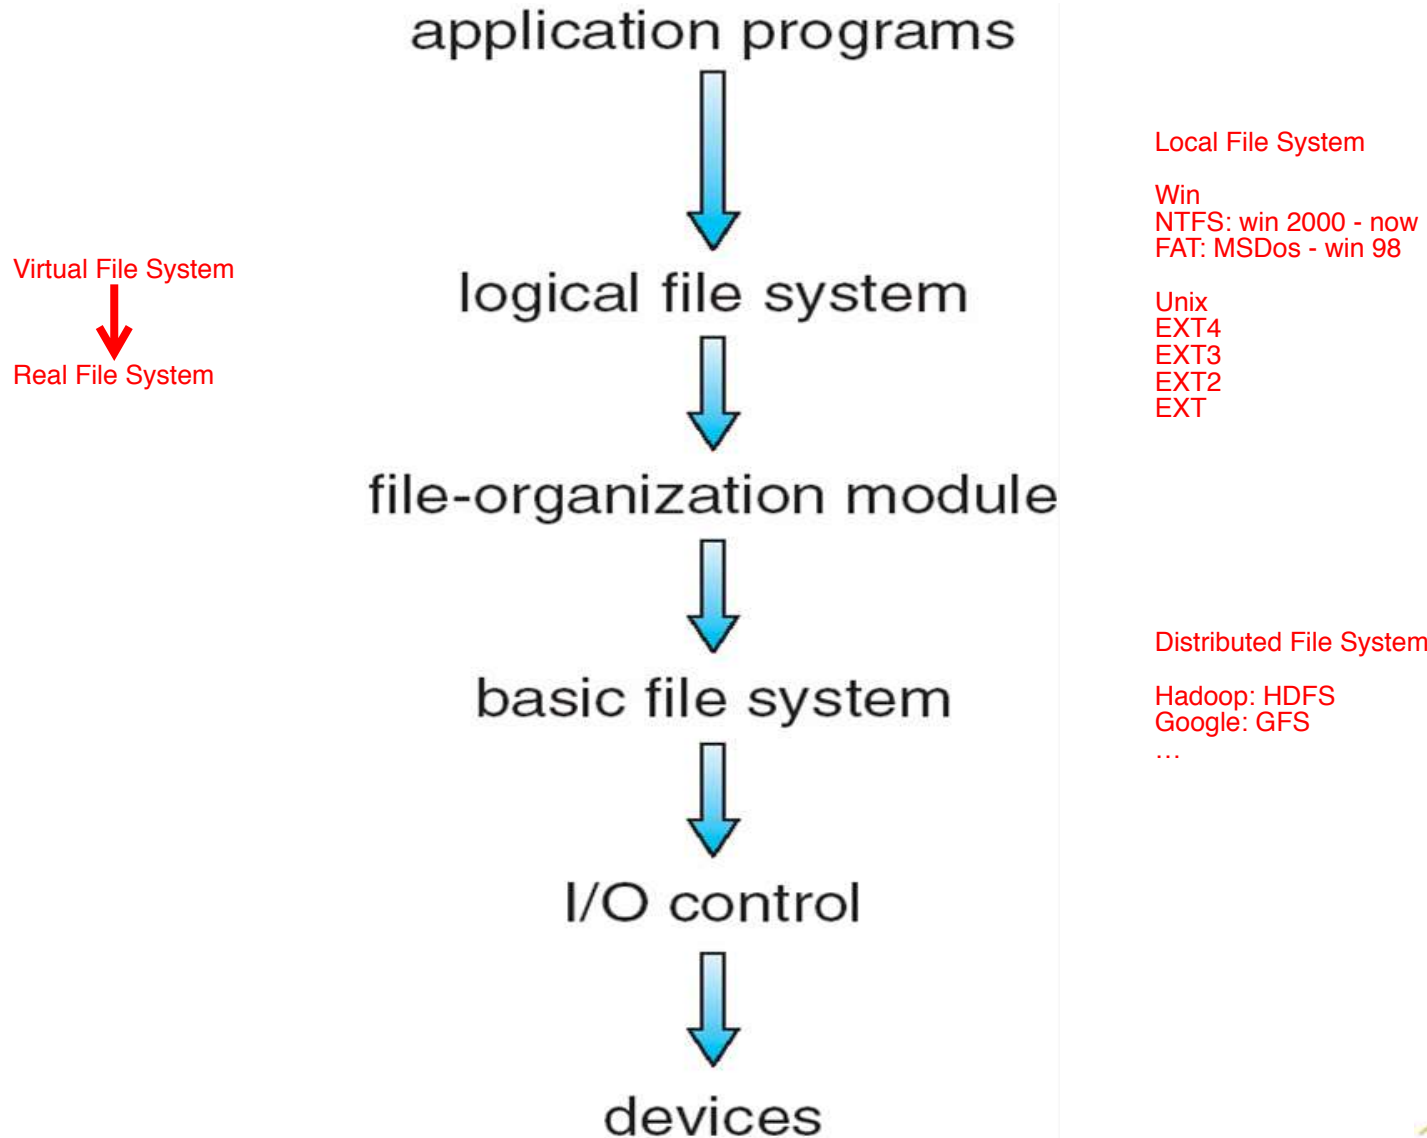 application programs
Virtual File System
Real File System
logical file system
file-organization module
basic file system
I/O control
devices
Local File System
Win
NTFS: win 2000 - now
FAT: MSDos - win 98
Unix
EXT4
EXT3
EXT2
EXT
Distributed File System
Hadoop: HDFS
Google: GFS
…